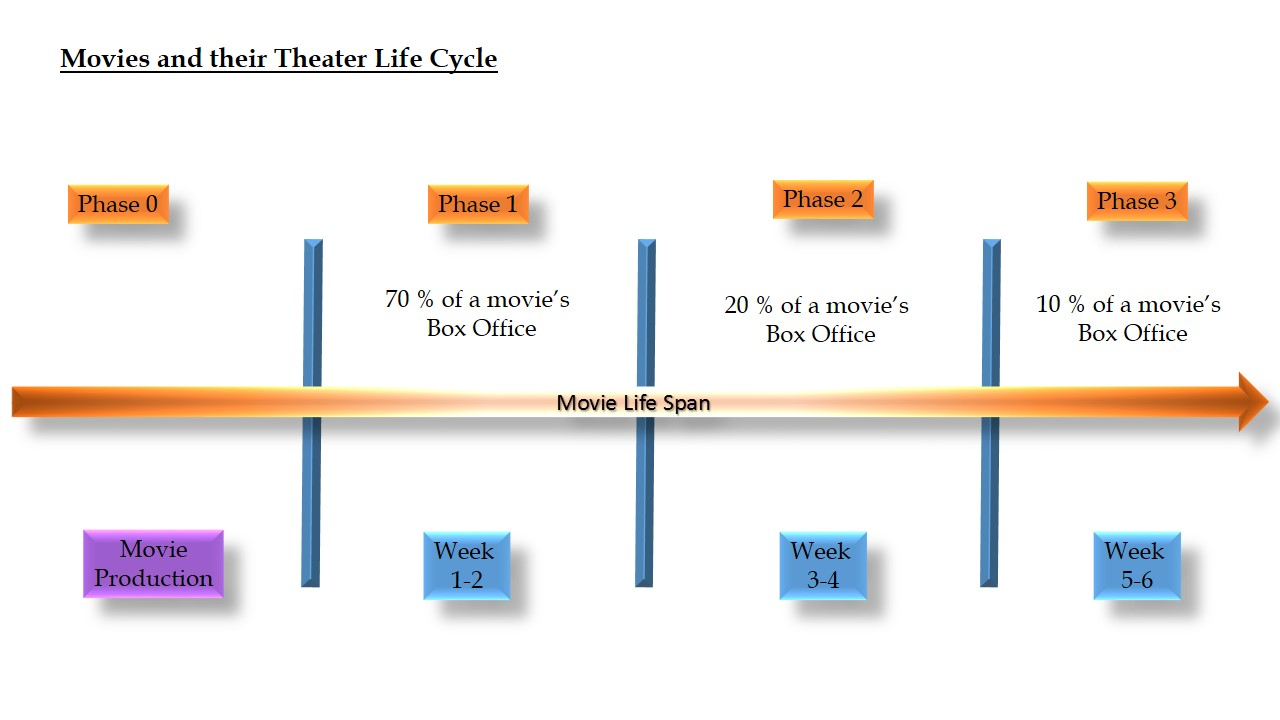 Movies and their Theater Life Cycle
Phase 0
Phase 1
Phase 2
Phase 3
70 % of a movie’s
Box Office
20 % of a movie’s
Box Office
10 % of a movie’s
Box Office
Movie Life Span
Movie
Production
Week
1-2
Week
3-4
Week
5-6